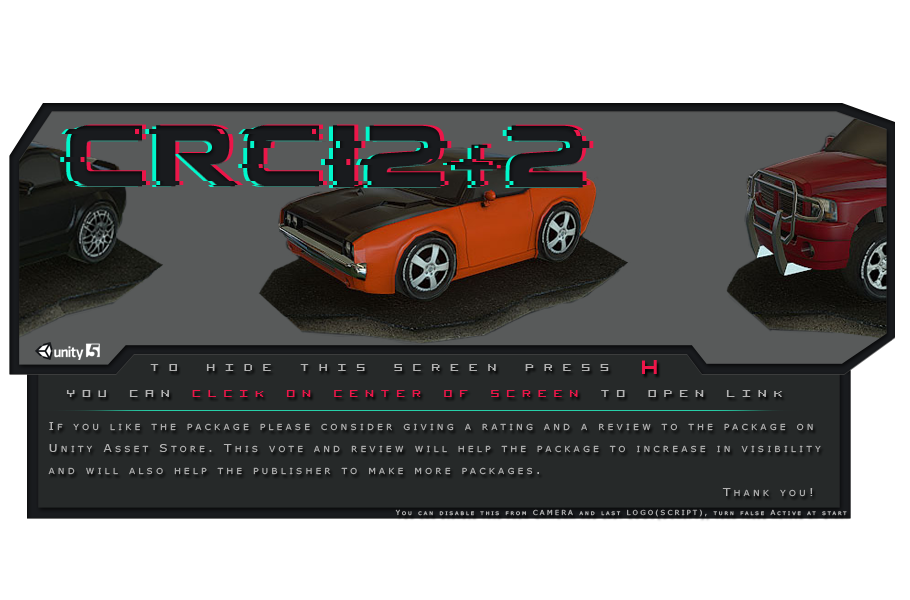 CRC12+2
unity 5
TO HIDE THIS SCREEN PRESS H
YOU CAN CLCIK ON CENTER OF SCREEN TO OPEN LINK
If you like the package please consider giving a rating and a review to the package on
Unity Asset Store. This vote and review will help the package to increase in visibility
and will also help the publisher to make more packages.
Thank you!
You can disable this from CAMERA and last LOGO(SCRIPT), turn false Active at start